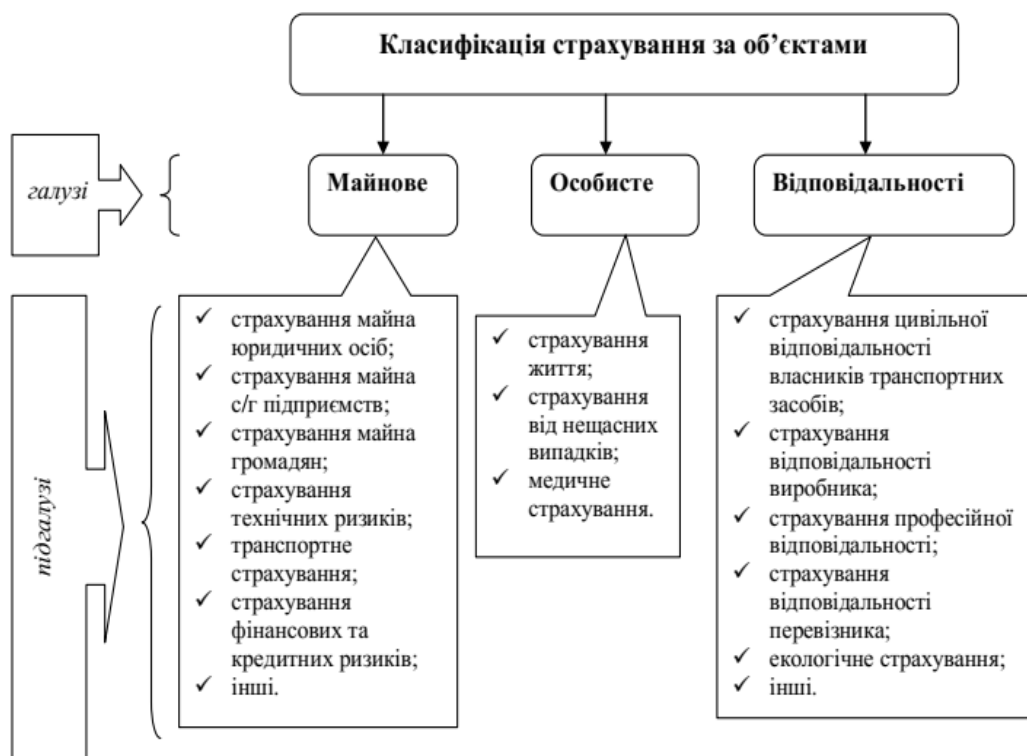 Класифікація страхування за об’єктами
галузі
Майнове
Особисте
Відповідальності
підгалузі
✓ страхування майна
юридичних осіб;
✓ страхування майна
с/г підприємств;
✓ страхування майна
громадян;
✓ страхування
технічних ризиків;
✓ транспортне
страхування;
✓ страхування
фінансових та
кредитних ризиків;
✓ інші.
✓ страхування
життя;
✓ страхування
від нещасних
випадків;
✓ медичне
страхування.
✓ страхування цивільної
відповідальності
власників транспортних
засобів;
✓ страхування
відповідальності
виробника;
✓ страхування професійної
відповідальності;
✓ страхування
відповідальності
перевізника;
✓ екологічне страхування;
✓ інші.